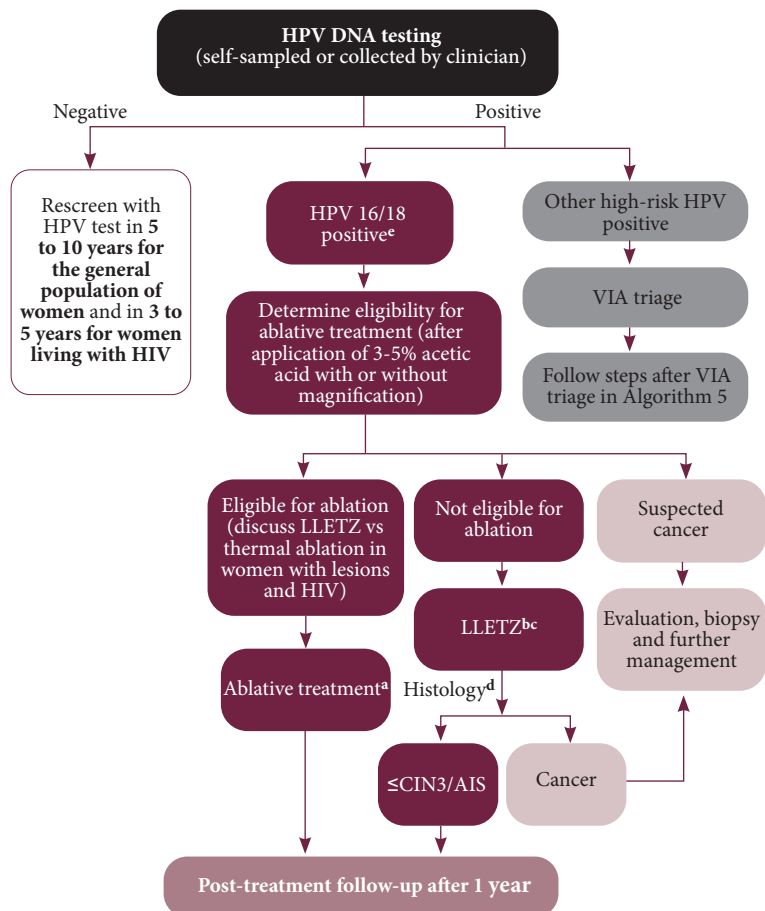 HPV DNA testing
(self-sampled or collected by clinician)
Negative
Positive
Rescreen with
HPV test in 5
to 10 years for
the general
population of
women and in 3 to
5 years for women
living with HIV
HPV 16/18
positiveᵉ
Other high-risk HPV
positive
VIA triage
Follow steps after VIA
triage in Algorithm 5
Determine eligibility for
ablative treatment (after
application of 3-5% acetic
acid with or without
magnification)
Eligible for ablation
(discuss LLETZ vs
thermal ablation in
women with lesions
and HIV)
Not eligible for
ablation
Suspected
cancer
LLETZᵇᶜ
Evaluation, biopsy
and further
management
Ablative treatmentᵃ
Histologyᵈ
≤CIN3/AIS
Cancer
Post-treatment follow-up after 1 year